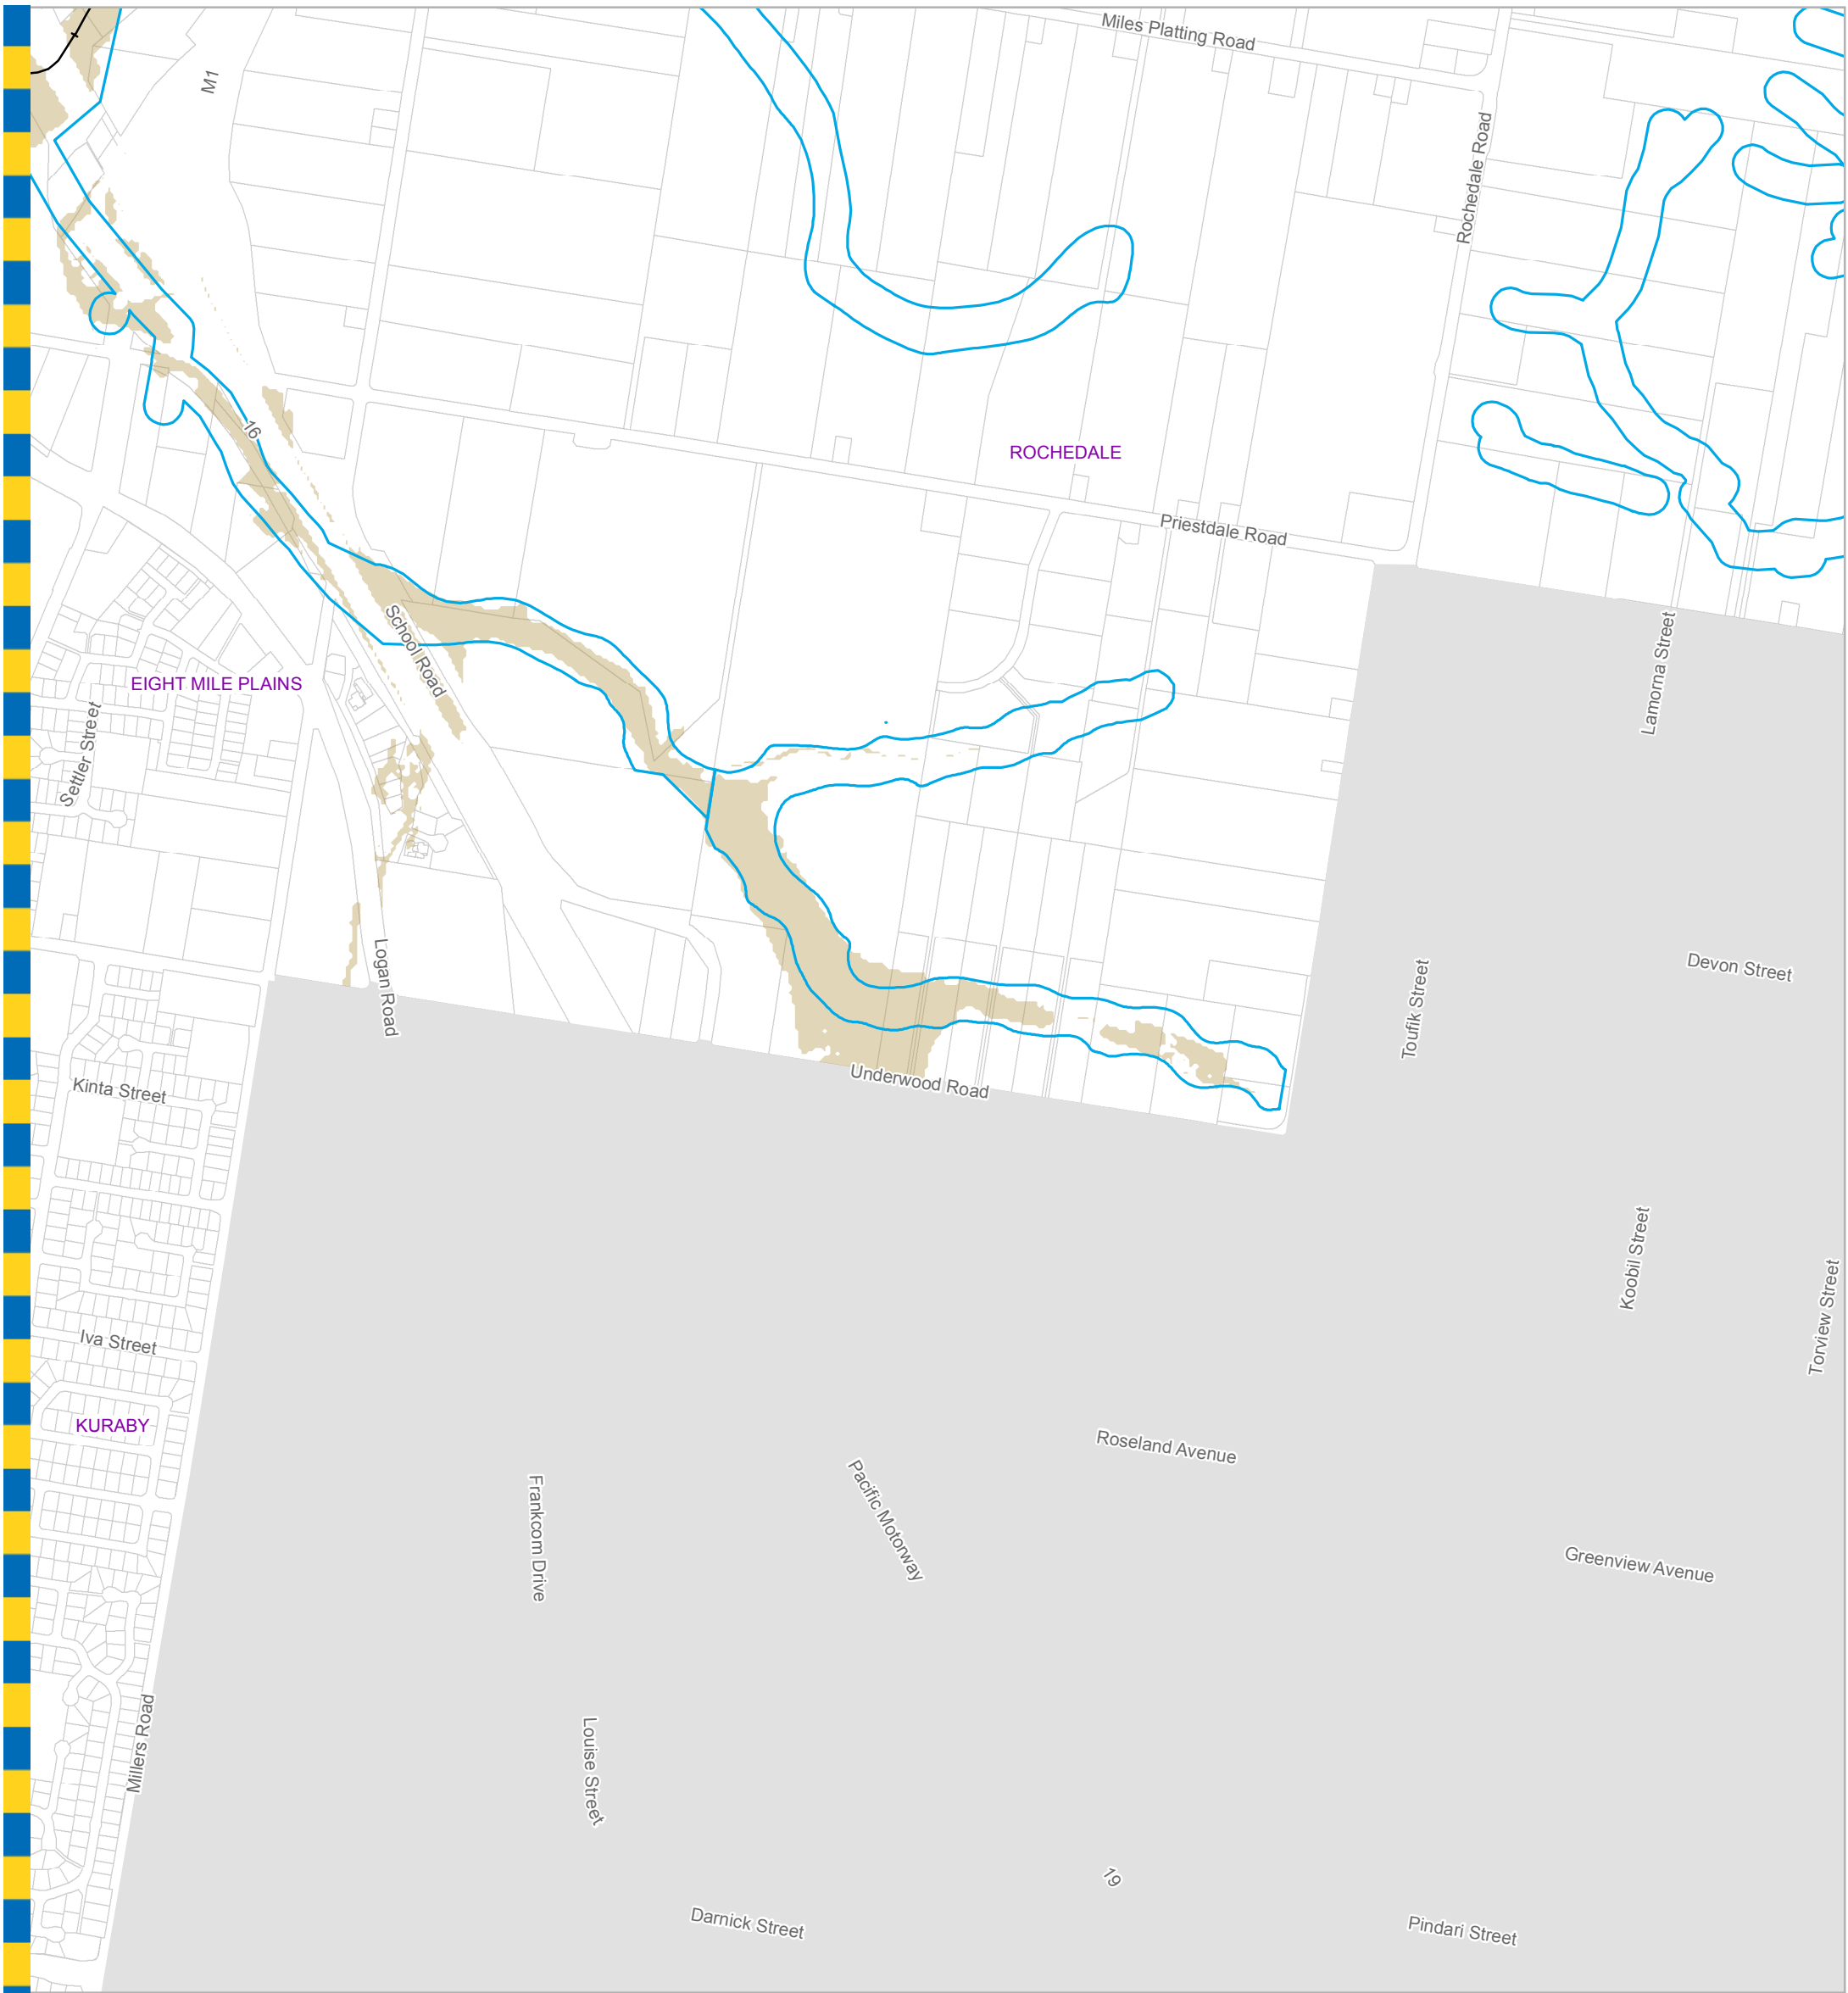 Miles Platting Road
M1
Rochedale Road
16
ROCHEDALE
Priestdale Road
School Road
EIGHT MILE PLAINS
Lamorna Street
Settler Street
Logan Road
Devon Street
Toufik Street
Underwood Road
Kinta Street
Koobil Street
Torview Street
Iva Street
KURABY
Roseland Avenue
Pacific Motorway
Frankcom Drive
Greenview Avenue
Millers Road
Louise Street
19
Darnick Street
Pindari Street